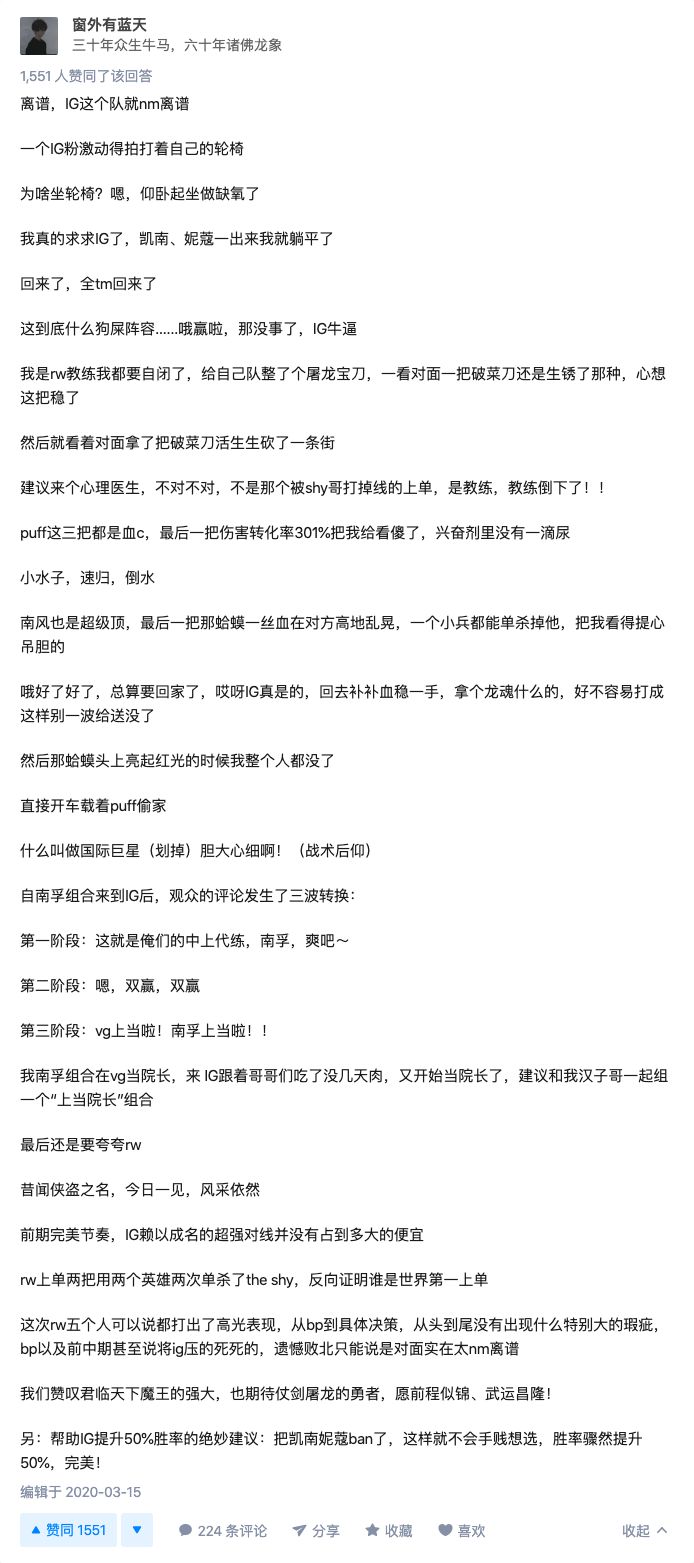 窗外有蓝天
三十年众生牛马，六十年诸佛龙象
1,551 人赞同了该回答
离谱，IG这个队就nm离谱
一个IG粉激动得拍打着自己的轮椅
为啥坐轮椅？嗯，仰卧起坐做缺氧了
我真的求求IG了，凯南、妮蔻一出来我就躺平了
回来了，全tm回来了
这到底什么狗屎阵容......哦赢啦，那没事了，IG牛逼
我是rw教练我都要自闭了，给自己队整了个屠龙宝刀，一看对面一把破菜刀还是生锈了那种，心想
这把稳了
然后就看着对面拿了把破菜刀活生生砍了一条街
建议来个心理医生，不对不对，不是那个被shy哥打掉线的上单，是教练，教练倒下了！！
puff这三把都是血c，最后一把伤害转化率301%把我给看傻了，兴奋剂里没有一滴尿
小水子，速归，倒水
南风也是超级顶，最后一把那蛤蟆一丝血在对方高地乱晃，一个小兵都能单杀掉他，把我看得提心
吊胆的
哦好了好了，总算要回家了，哎呀IG真是的，回去补补血稳一手，拿个龙魂什么的，好不容易打成
这样别一波给送没了
然后那蛤蟆头上亮起红光的时候我整个人都没了
直接开车载着puff偷家
什么叫做国际巨星（划掉）胆大心细啊！（战术后仰）
自南孚组合来到IG后，观众的评论发生了三波转换：
第一阶段：这就是俺们的中上代练，南孚，爽吧～
第二阶段：嗯，双赢，双赢
第三阶段：vg上当啦！南孚上当啦！！
我南孚组合在vg当院长，来 IG跟着哥哥们吃了没几天肉，又开始当院长了，建议和我汉子哥一起组
一个“上当院长”组合
最后还是要夸夸rw
昔闻侠盗之名，今日一见，风采依然
前期完美节奏，IG赖以成名的超强对线并没有占到多大的便宜
rw上单两把用两个英雄两次单杀了the shy，反向证明谁是世界第一上单
这次rw五个人可以说都打出了高光表现，从bp到具体决策，从头到尾没有出现什么特别大的瑕疵，
bp以及前中期甚至说将ig压的死死的，遗憾败北只能说是对面实在太nm离谱
我们赞叹君临天下魔王的强大，也期待仗剑屠龙的勇者，愿前程似锦、武运昌隆！
另：帮助IG提升50%胜率的绝妙建议：把凯南妮蔻ban了，这样就不会手贱想选，胜率骤然提升
50%，完美！
编辑于 2020-03-15
赞同 1551 224 条评论 分享 收藏 喜欢 收起